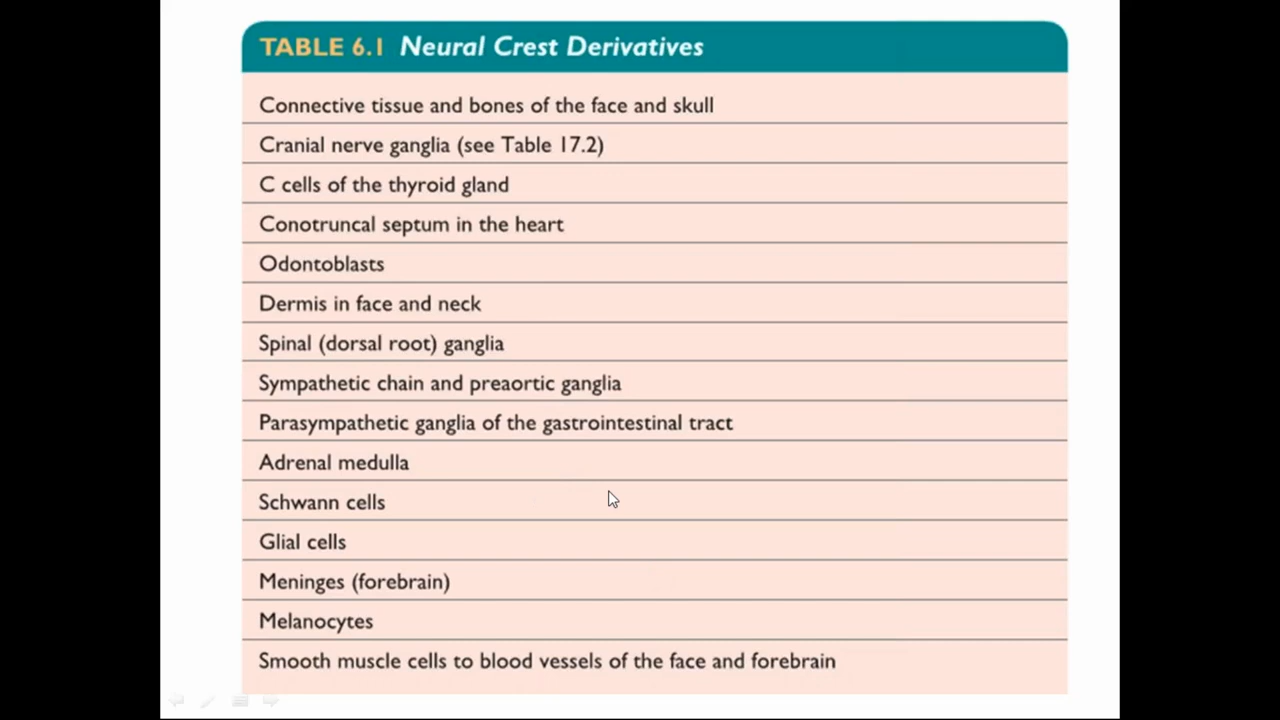 TABLE 6.1 Neural Crest Derivatives
Connective tissue and bones of the face and skull
Cranial nerve ganglia (see Table 17.2)
C cells of the thyroid gland
Conotruncal septum in the heart
Odontoblasts
Dermis in face and neck
Spinal (dorsal root) ganglia
Sympathetic chain and preaortic ganglia
Parasympathetic ganglia of the gastrointestinal tract
Adrenal medulla
Schwann cells
Glial cells
Meninges (forebrain)
Melanocytes
Smooth muscle cells to blood vessels of the face and forebrain